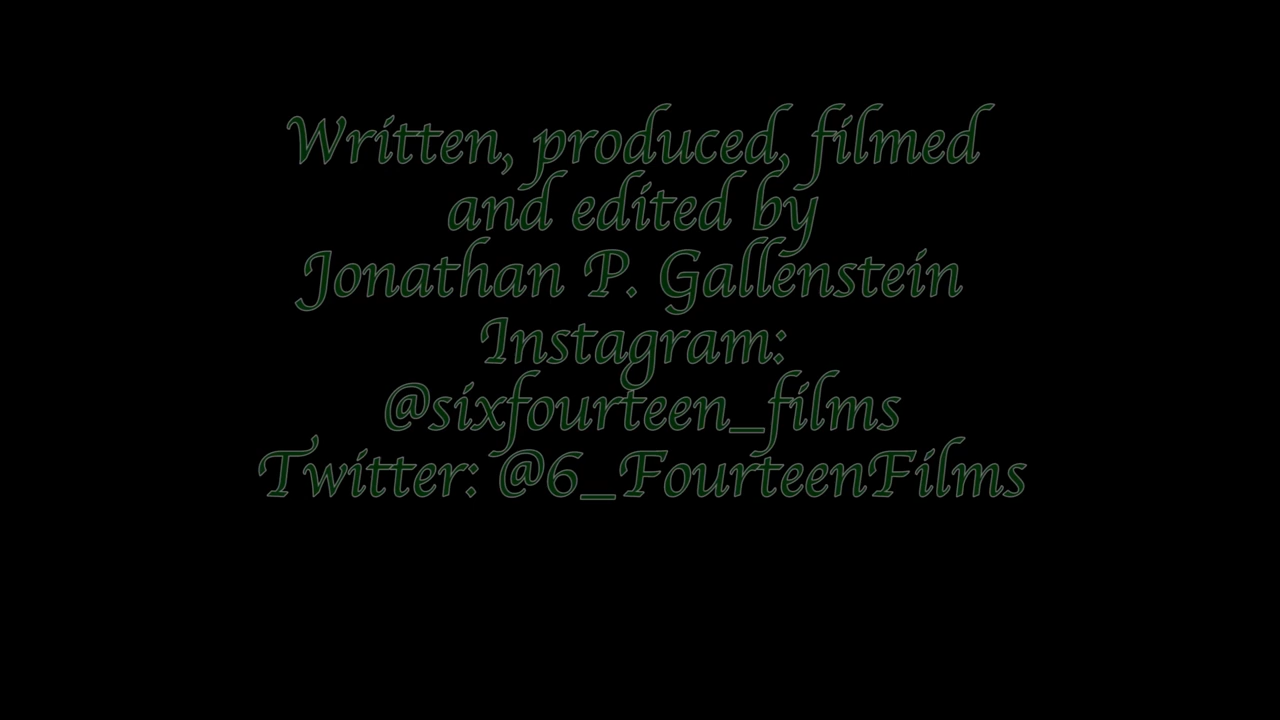 Written, produced, filmed
and edited by
Jonathan P. Gallenstein
Instagram:
@sixfourteen_films
Twitter: @6_FourteenFilms